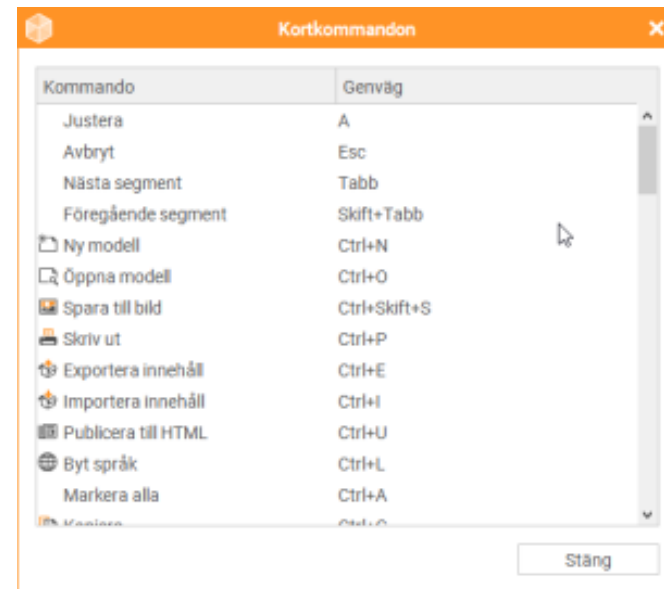 Kortkommandon
Kommando Genväg
Justera A
Avbryt Esc
Nästa segment Tabb
Föregående segment Skift+Tabb
Ny modell Ctrl+N
Öppna modell Ctrl+O
Spara till bild Ctrl+Skift+S
Skriv ut Ctrl+P
Exportera innehåll Ctrl+E
Importera innehåll Ctrl+I
Publicera till HTML Ctrl+U
Byt språk Ctrl+L
Markera alla Ctrl+A
Stäng